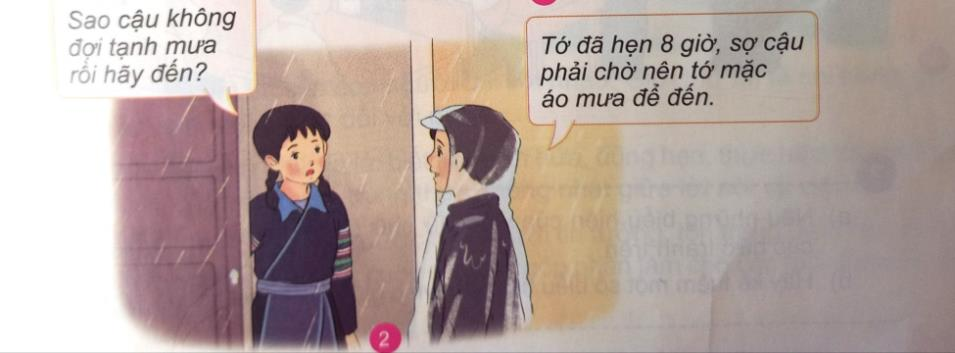 Sao cậu không
đợi tạnh mưa
rồi hãy đến?
Tớ đã hẹn 8 giờ, sợ cậu
phải chờ nên tớ mặc
áo mưa để đến.
2